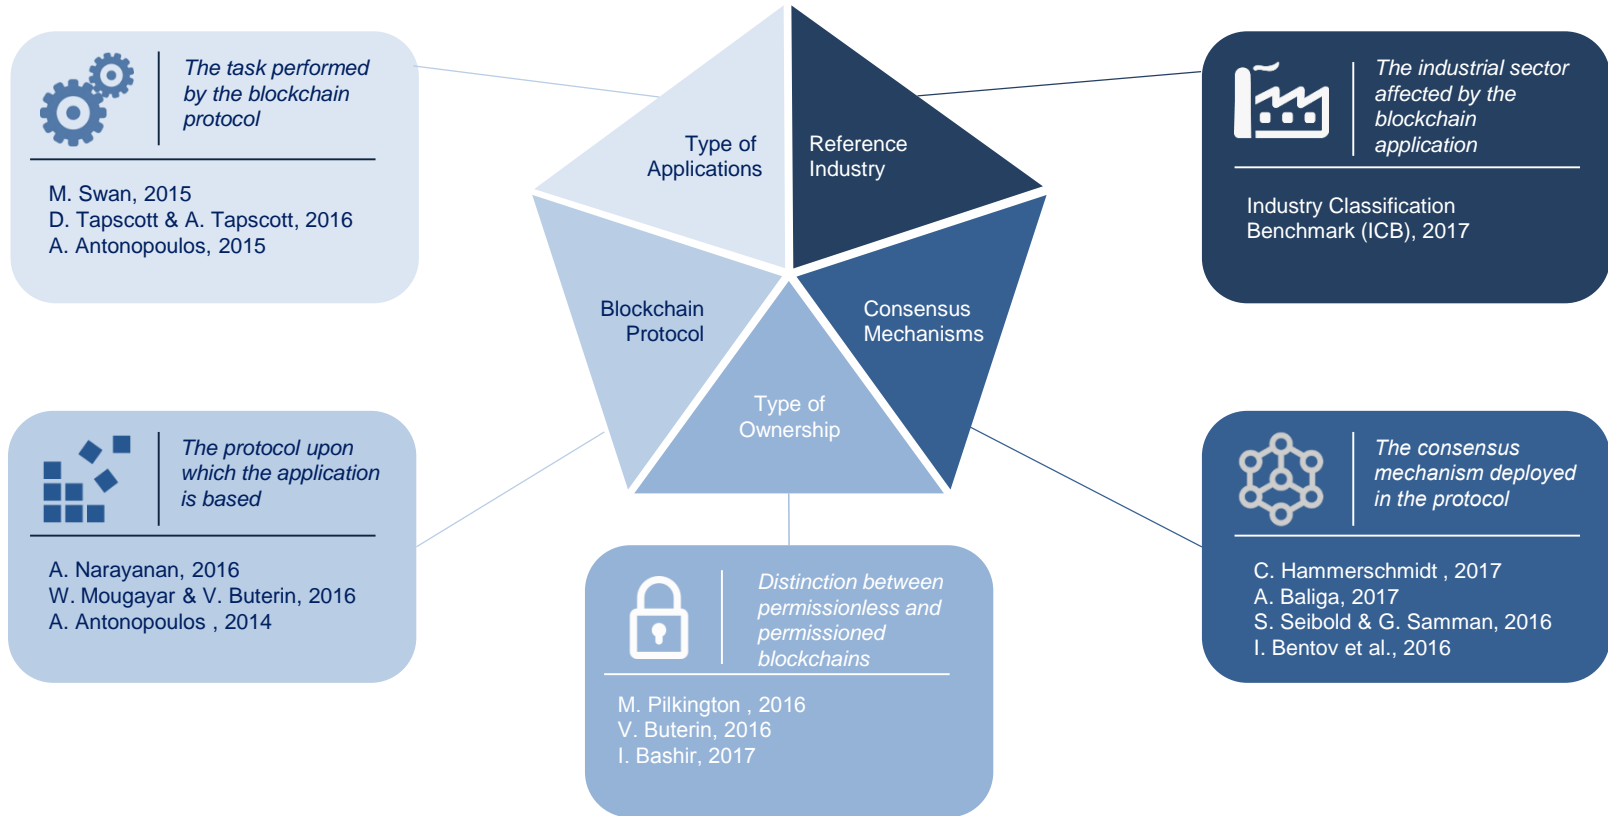 The task performed
by the blockchain
protocol
M. Swan, 2015
D. Tapscott & A. Tapscott, 2016
A. Antonopoulos, 2015
Type of
Applications
Reference
Industry
The industrial sector
affected by the
blockchain
application
Industry Classification
Benchmark (ICB), 2017
Blockchain
Protocol
Consensus
Mechanisms
Type of
Ownership
The protocol upon
which the application
is based
A. Narayanan, 2016
W. Mougayar & V. Buterin, 2016
A. Antonopoulos , 2014
Distinction between
permissionless and
permissioned
blockchains
M. Pilkington , 2016
V. Buterin, 2016
I. Bashir, 2017
The consensus
mechanism deployed
in the protocol
C. Hammerschmidt , 2017
A. Baliga, 2017
S. Seibold & G. Samman, 2016
I. Bentov et al., 2016